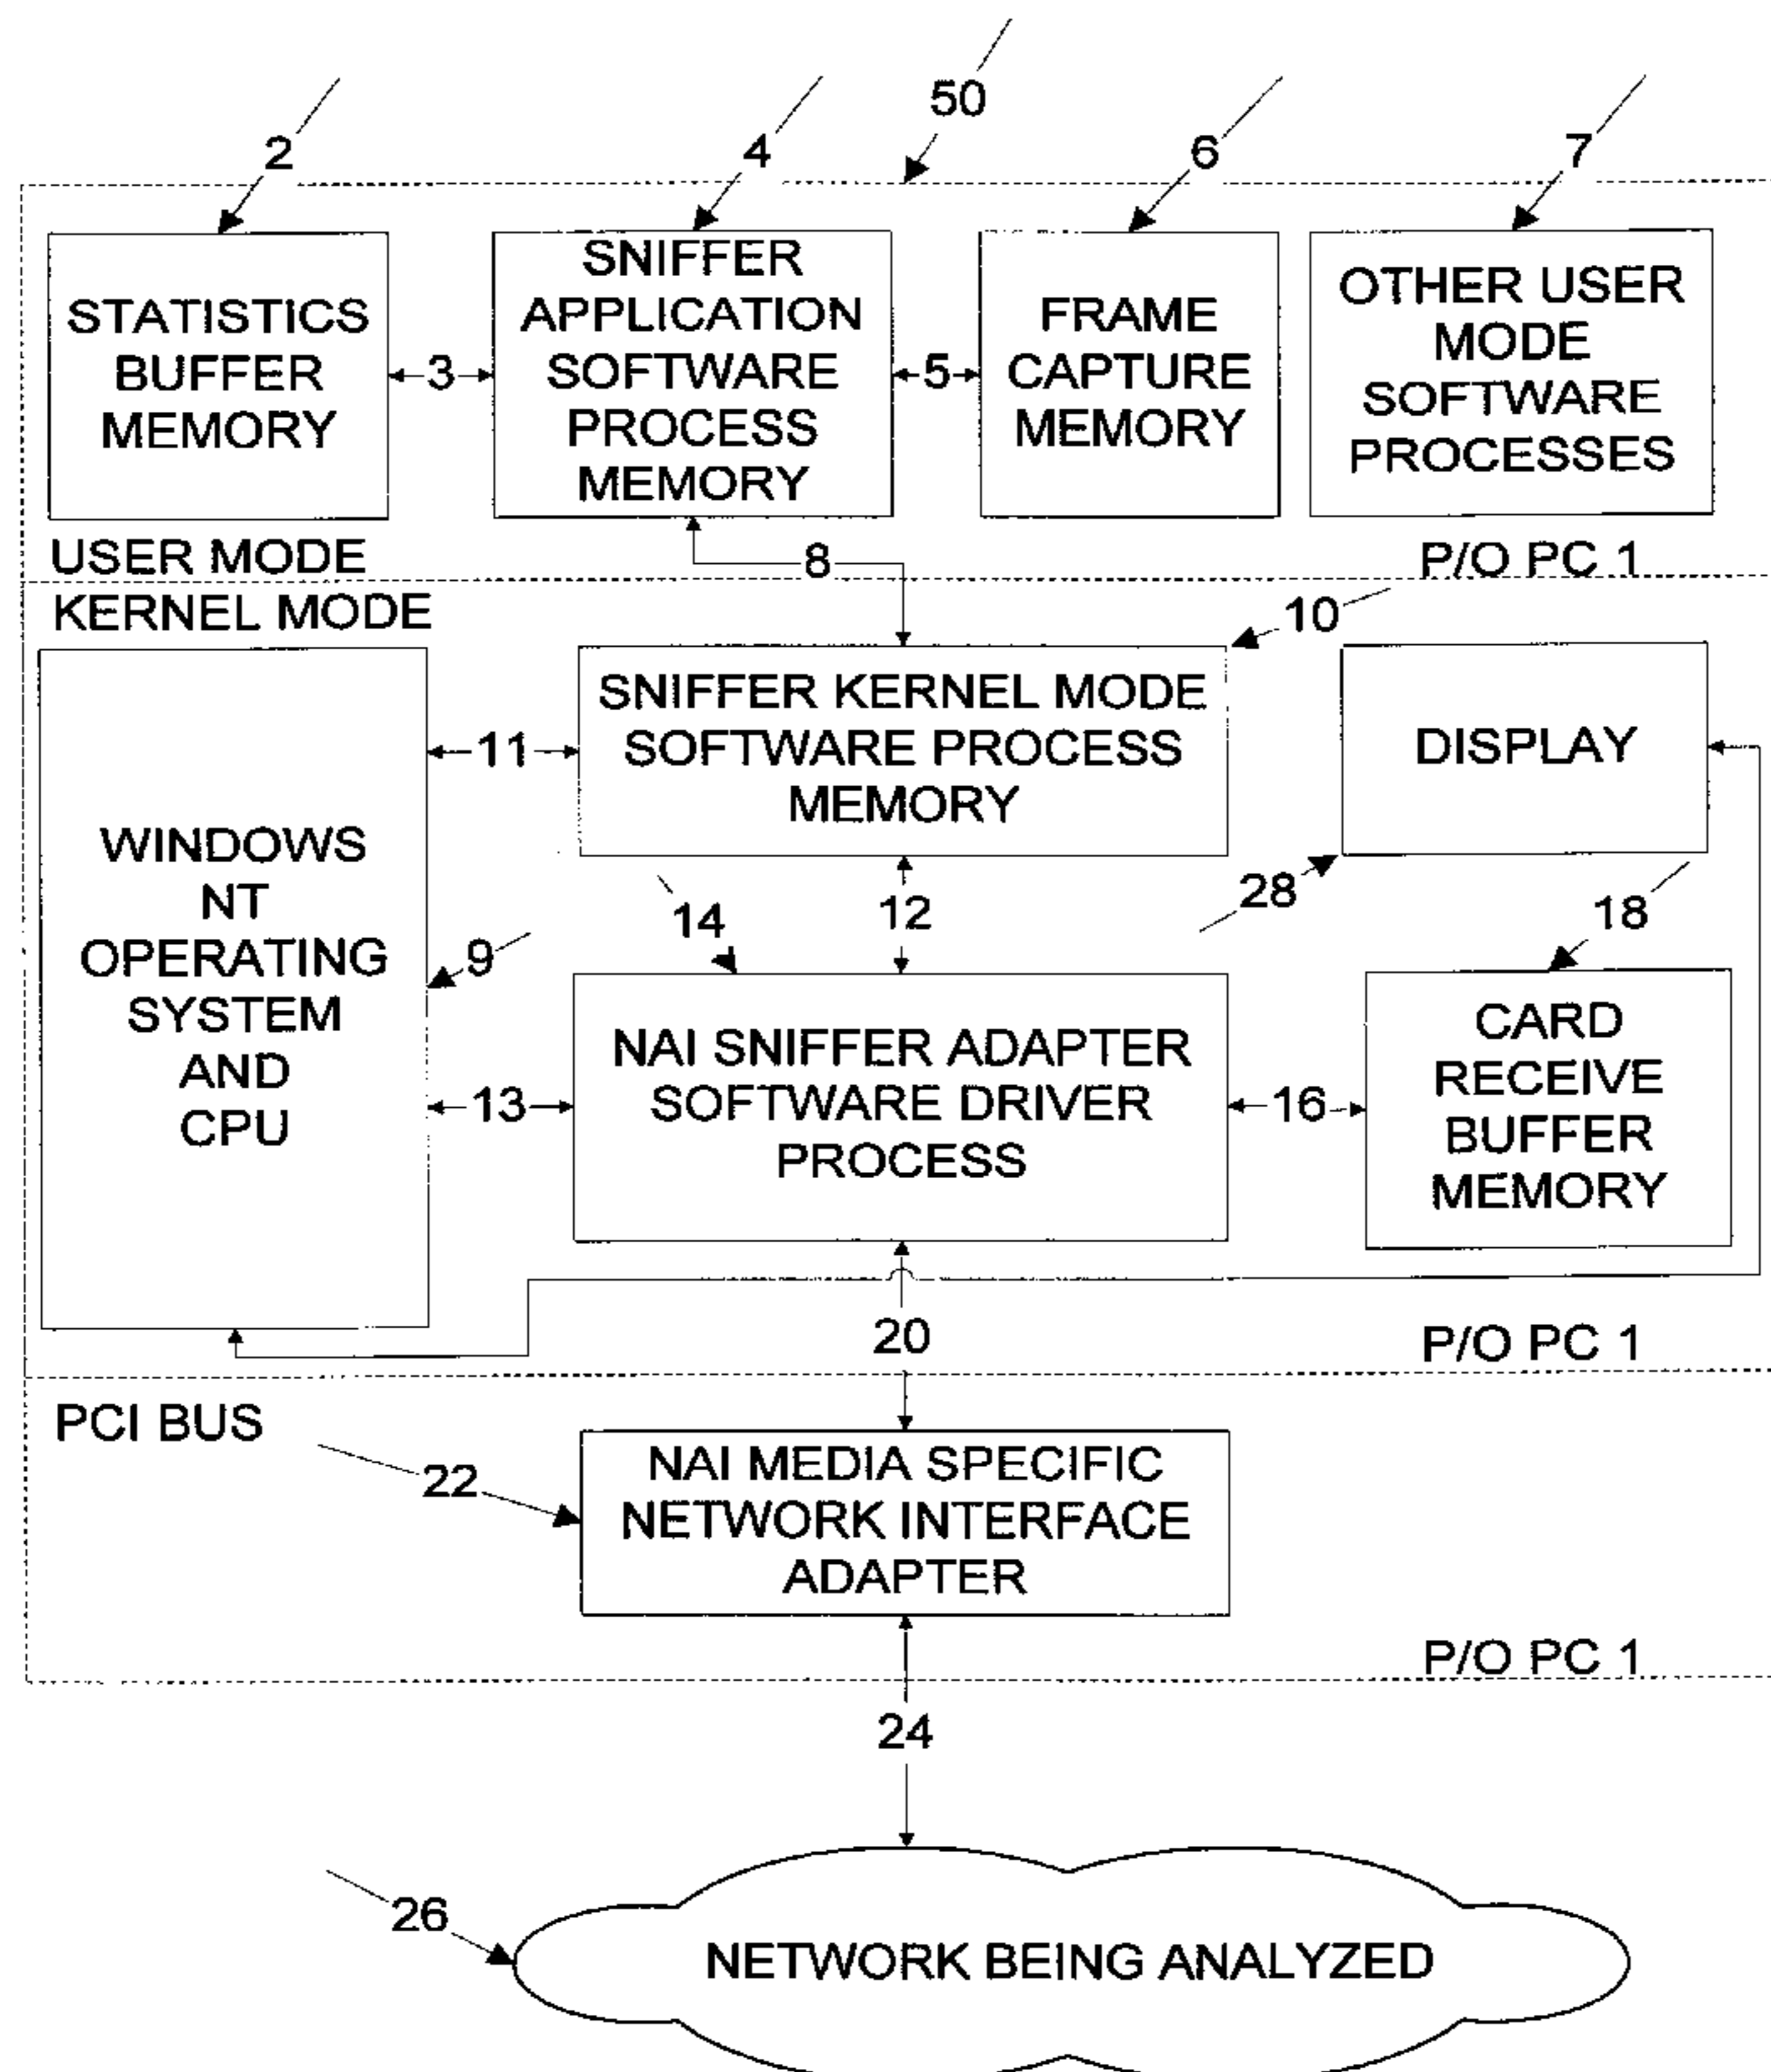 50
2
4
6
7
STATISTICS
BUFFER
MEMORY
3
SNIFFER
APPLICATION
SOFTWARE
PROCESS
MEMORY
5
FRAME
CAPTURE
MEMORY
OTHER USER
MODE
SOFTWARE
PROCESSES
USER MODE
8
P/O PC 1
KERNEL MODE
10
WINDOWS
NT
OPERATING
SYSTEM
AND
CPU
11
SNIFFER KERNEL MODE
SOFTWARE PROCESS
MEMORY
DISPLAY
9
14
12
28
18
13
NAI SNIFFER ADAPTER
SOFTWARE DRIVER
PROCESS
16
CARD
RECEIVE
BUFFER
MEMORY
20
P/O PC 1
PCI BUS
22
NAI MEDIA SPECIFIC
NETWORK INTERFACE
ADAPTER
P/O PC 1
24
26
NETWORK BEING ANALYZED